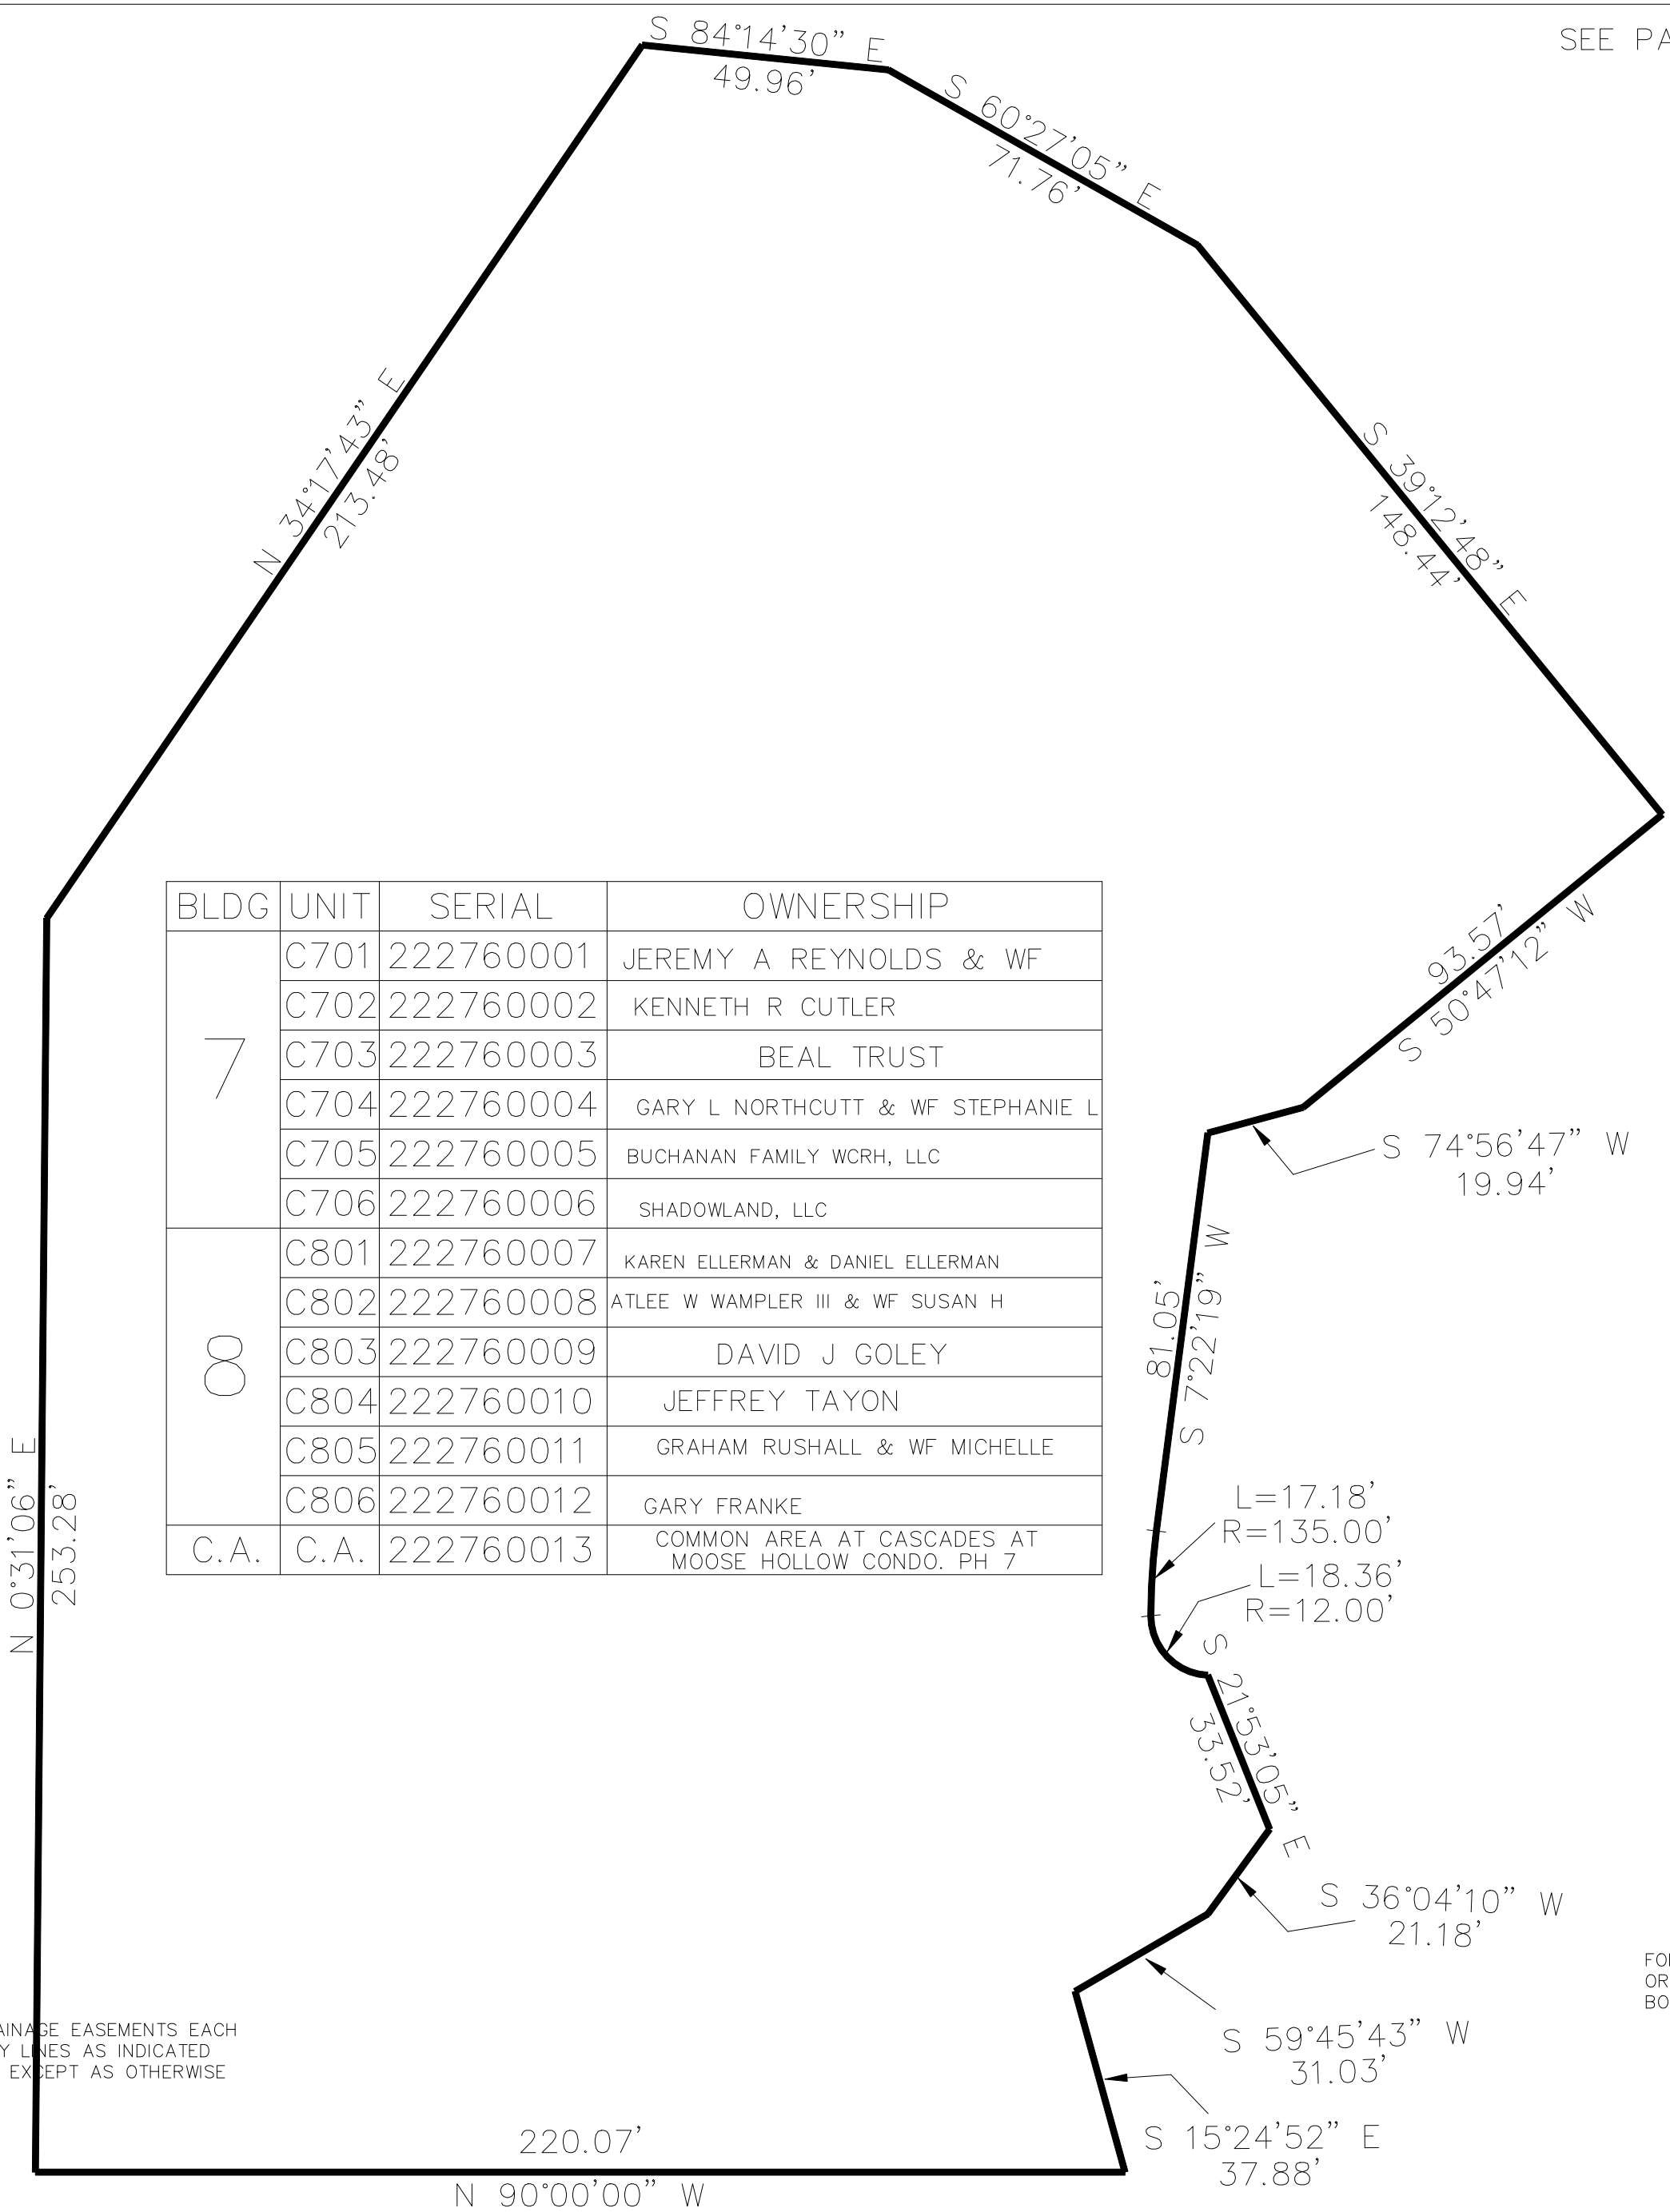 SEE
S 84°14'30" E
49.96'
S 60°27'05" E
71.76'
N 34°17'43" E
213.48'
S 39°12'48" E
148.44'
93.57'
S 50°47'12" W
S 74°56'47" W
19.94'
81.05'
S 7°22'19" W
BLDG UNIT SERIAL OWNERSHIP
7
C701 222760001 JEREMY A REYNOLDS & WF
C702 222760002 KENNETH R CUTLER
C703 222760003 BEAL TRUST
C704 222760004 GARY L NORTHCUTT & WF STEPHANIE L
C705 222760005 BUCHANAN FAMILY WCRH, LLC
C706 222760006 SHADOWLAND, LLC
8
C801 222760007 KAREN ELLERMAN & DANIEL ELLERMAN
C802 222760008 ATLEE W WAMPLER III & WF SUSAN H
C803 222760009 DAVID J GOLEY
C804 222760010 JEFFREY TAYON
C805 222760011 GRAHAM RUSHALL & WF MICHELLE
C806 222760012 GARY FRANKE
C.A. C.A. 222760013 COMMON AREA AT CASCADES AT
MOOSE HOLLOW CONDO. PH 7
N 0°31'06" E
253.28'
L=17.18'
R=135.00'
L=18.36'
R=12.00'
S 21°53'05" E
33.52'
S 36°04'10" W
21.18'
S 59°45'43" W
31.03'
S 15°24'52" E
37.88'
EASEMENTS EACH
LINES AS INDICATED
EXCEPT AS OTHERWISE
220.07'
N 90°00'00" W